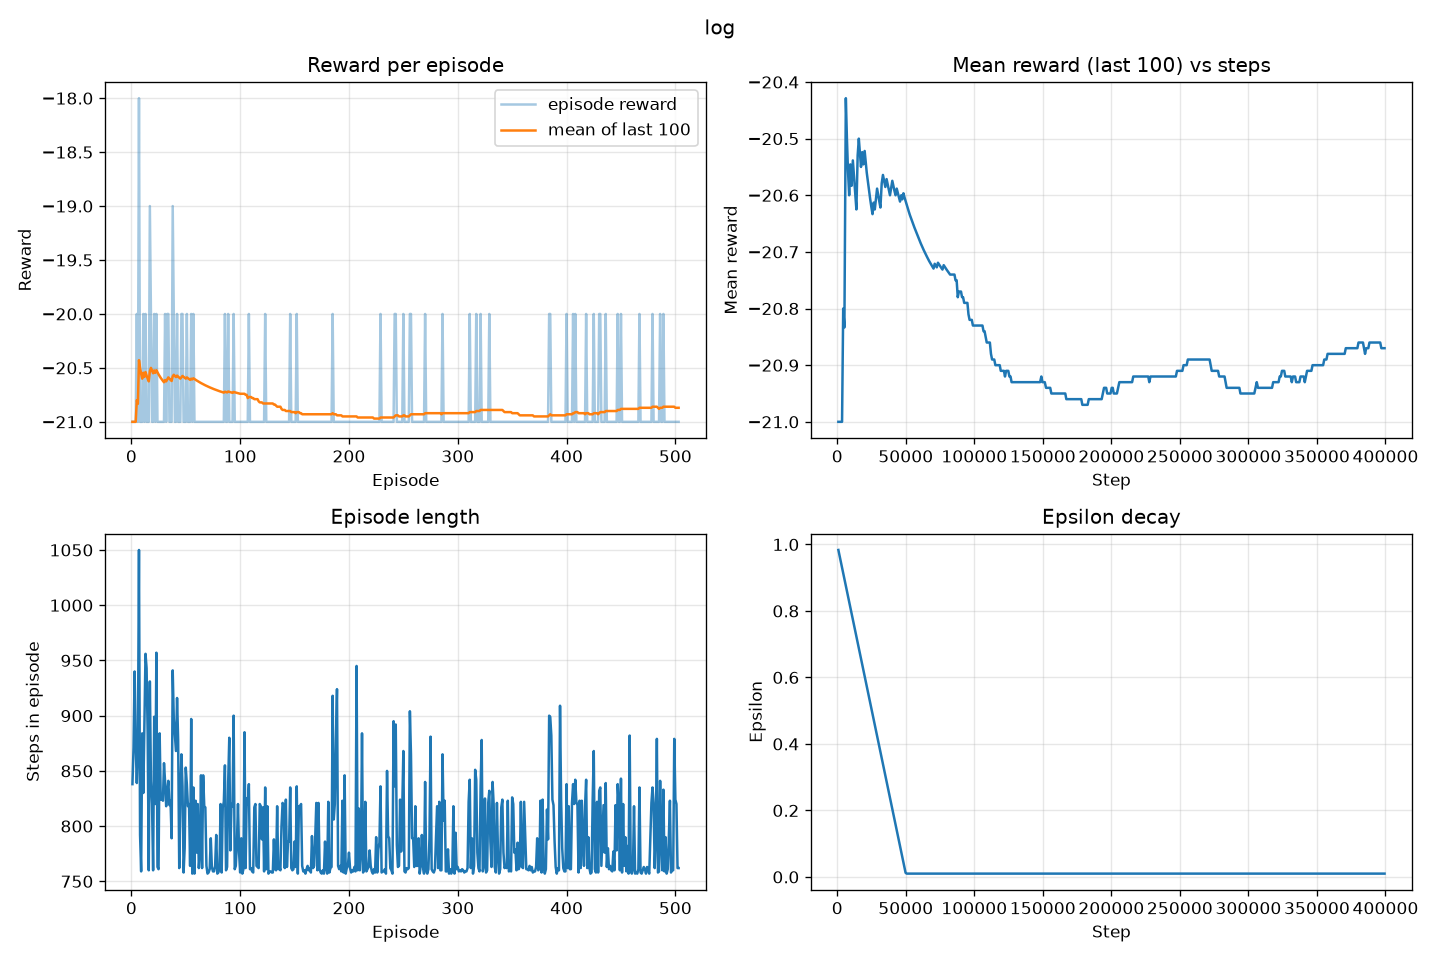 log
Reward per episode
Reward
−18.0
−18.5
−19.0
−19.5
−20.0
−20.5
−21.0
episode reward
mean of last 100
0 100 200 300 400 500
Episode
Mean reward (last 100) vs steps
Mean reward
−20.4
−20.5
−20.6
−20.7
−20.8
−20.9
−21.0
0 50000 100000 150000 200000 250000 300000 350000 400000
Step
Episode length
Steps in episode
1050
1000
950
900
850
800
750
0 100 200 300 400 500
Episode
Epsilon decay
Epsilon
1.0
0.8
0.6
0.4
0.2
0.0
0 50000 100000 150000 200000 250000 300000 350000 400000
Step